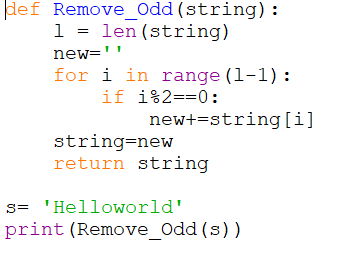 def Remove_Odd(string):
    l = len(string)
    new=''
    for i in range(l-1):
        if i%2==0:
            new+=string[i]
    string=new
    return string

s= 'Helloworld'
print(Remove_Odd(s))